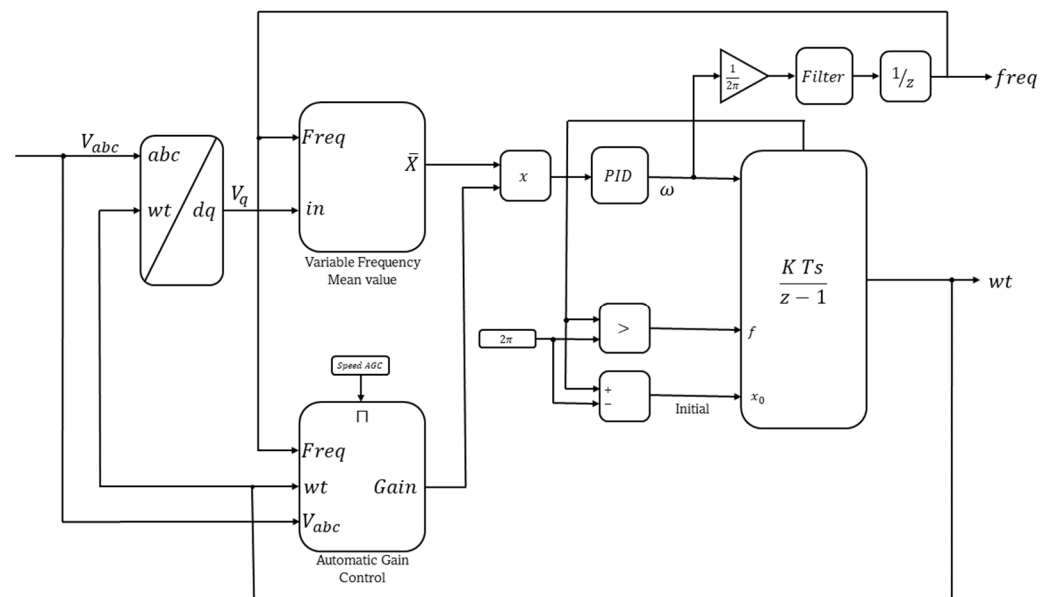 V_abc
abc
wt
dq
V_q
Freq
in
X̄
Variable Frequency
Mean value
x
PID
ω
1
2π
Filter
1/z
freq
K Ts
z − 1
f
x_0
wt
2π
>
+
−
Initial
Speed AGC
Π
Freq
wt
V_abc
Gain
Automatic Gain
Control